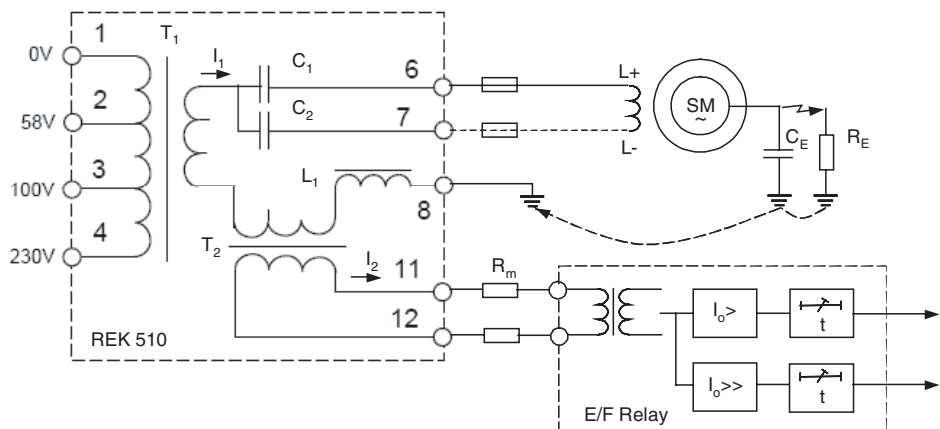 1
T1
0V
I1
C1
6
L+
SM
~
2
C2
7
58V
L-
CE
RE
3
L1
100V
8
4
T2
I2
11
Rm
230V
12
Io>
t
REK 510
Io>>
t
E/F Relay